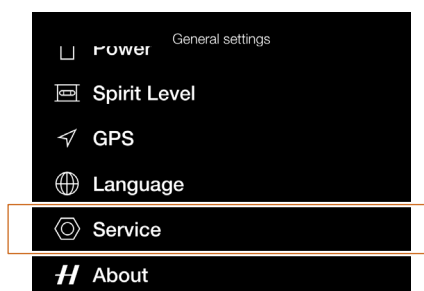 General settings
Power
Spirit Level
GPS
Language
Service
About